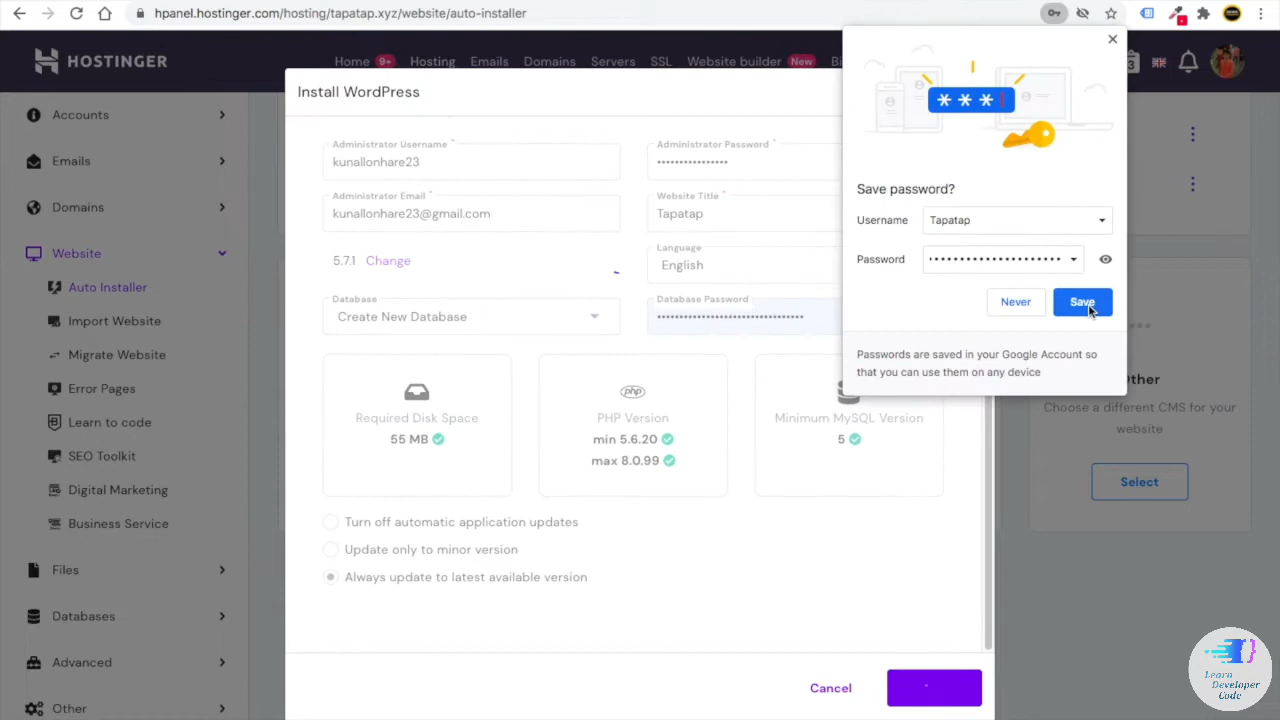 hpanel.hostinger.com/hosting/tapatap.xyz/website/auto-installer
HOSTINGER
Home 9+ Hosting Emails Domains Servers SSL Website builder New
3
Accounts
Emails
Domains
Website
Auto Installer
Import Website
Migrate Website
Error Pages
Learn to code
SEO Toolkit
Digital Marketing
Business Service
Files
Databases
Advanced
Other
Install WordPress
Administrator Username *
kunallonhare23
Administrator Password *
••••••••••••••••
Administrator Email *
kunallonhare23@gmail.com
Website Title *
Tapatap
5.7.1 Change
Language
English
Database
Create New Database
Database Password
Required Disk Space
55 MB
PHP Version
min 5.6.20
max 8.0.99
Minimum MySQL Version
5
Turn off automatic application updates
Update only to minor version
Always update to latest available version
Cancel
***
Save password?
Username Tapatap
Password
Never Save
Passwords are saved in your Google Account so
that you can use them on any device
Choose a different CMS for your
website
Select
Learn
Developer
Code